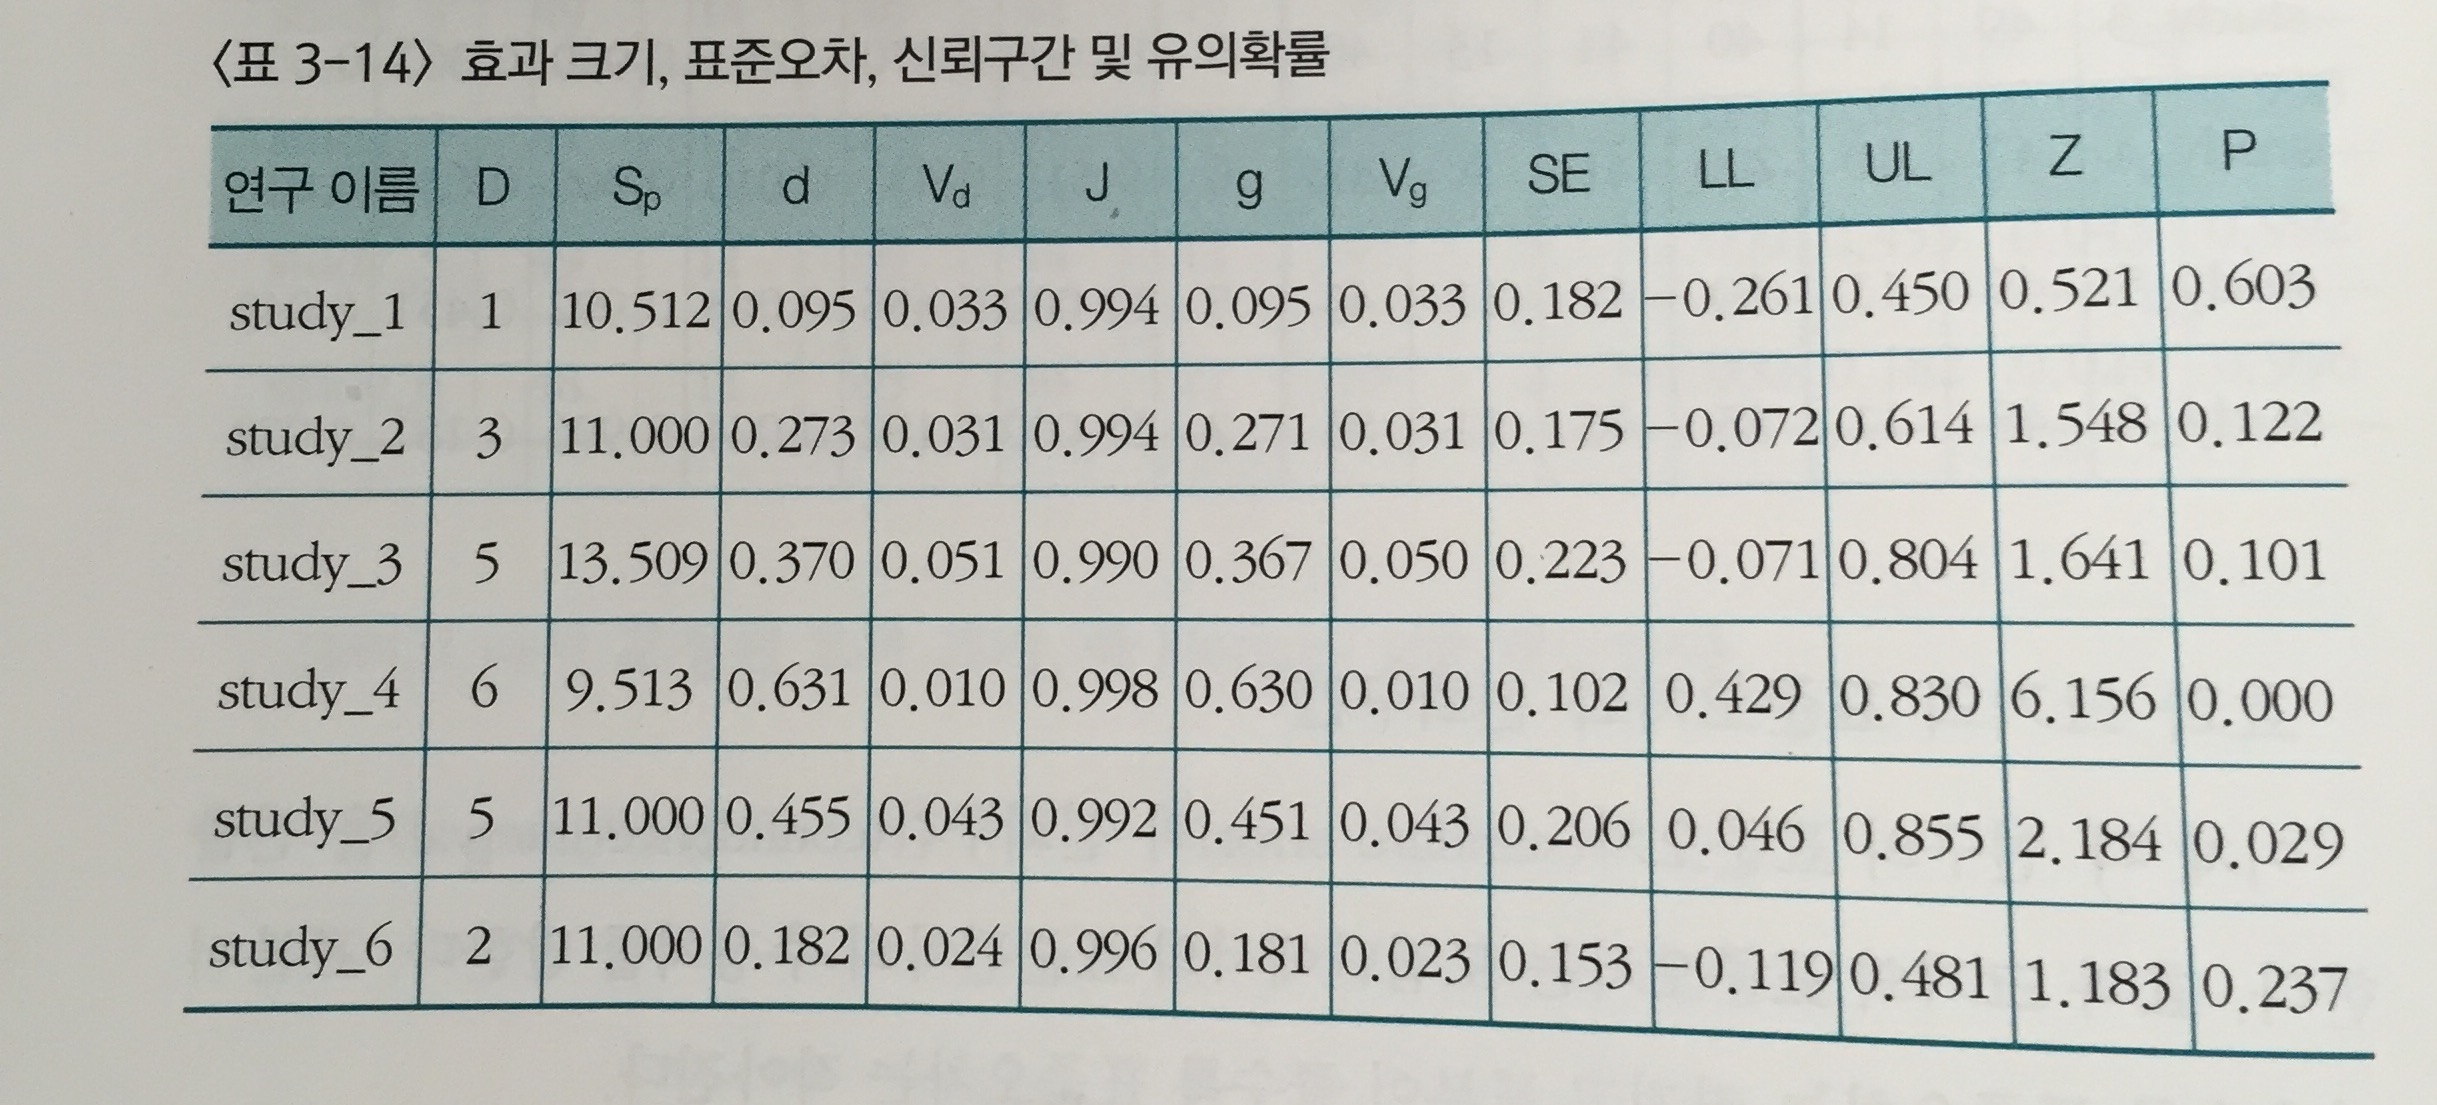 〈표 3-14〉 효과 크기, 표준오차, 신뢰구간 및 유의확률
연구 이름 D Sp d Vd J g Vg SE LL UL Z P
study_1 1 10.512 0.095 0.033 0.994 0.095 0.033 0.182 −0.261 0.450 0.521 0.603
study_2 3 11.000 0.273 0.031 0.994 0.271 0.031 0.175 −0.072 0.614 1.548 0.122
study_3 5 13.509 0.370 0.051 0.990 0.367 0.050 0.223 −0.071 0.804 1.641 0.101
study_4 6 9.513 0.631 0.010 0.998 0.630 0.010 0.102 0.429 0.830 6.156 0.000
study_5 5 11.000 0.455 0.043 0.992 0.451 0.043 0.206 0.046 0.855 2.184 0.029
study_6 2 11.000 0.182 0.024 0.996 0.181 0.023 0.153 −0.119 0.481 1.183 0.237